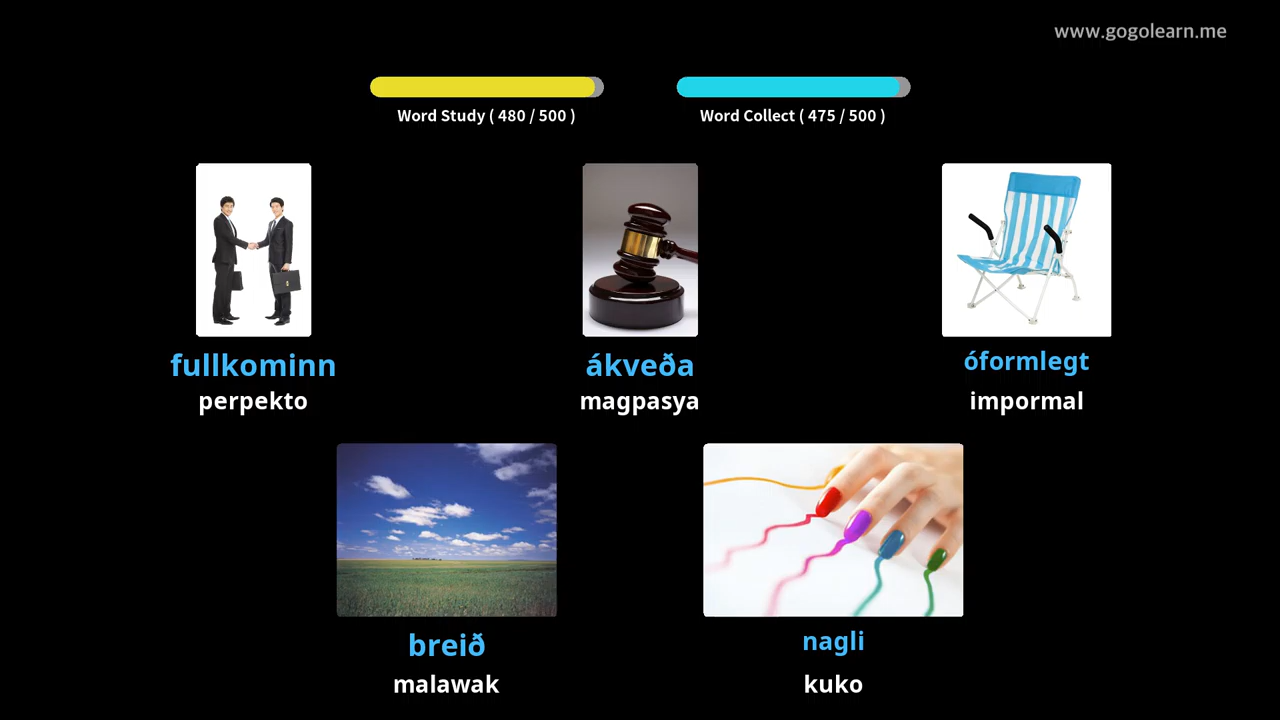 www.gogolearn.me
Word Study ( 480 / 500 )
Word Collect ( 475 / 500 )
fullkominn
perpekto
ákveða
magpasya
óformlegt
impormal
breið
malawak
nagli
kuko